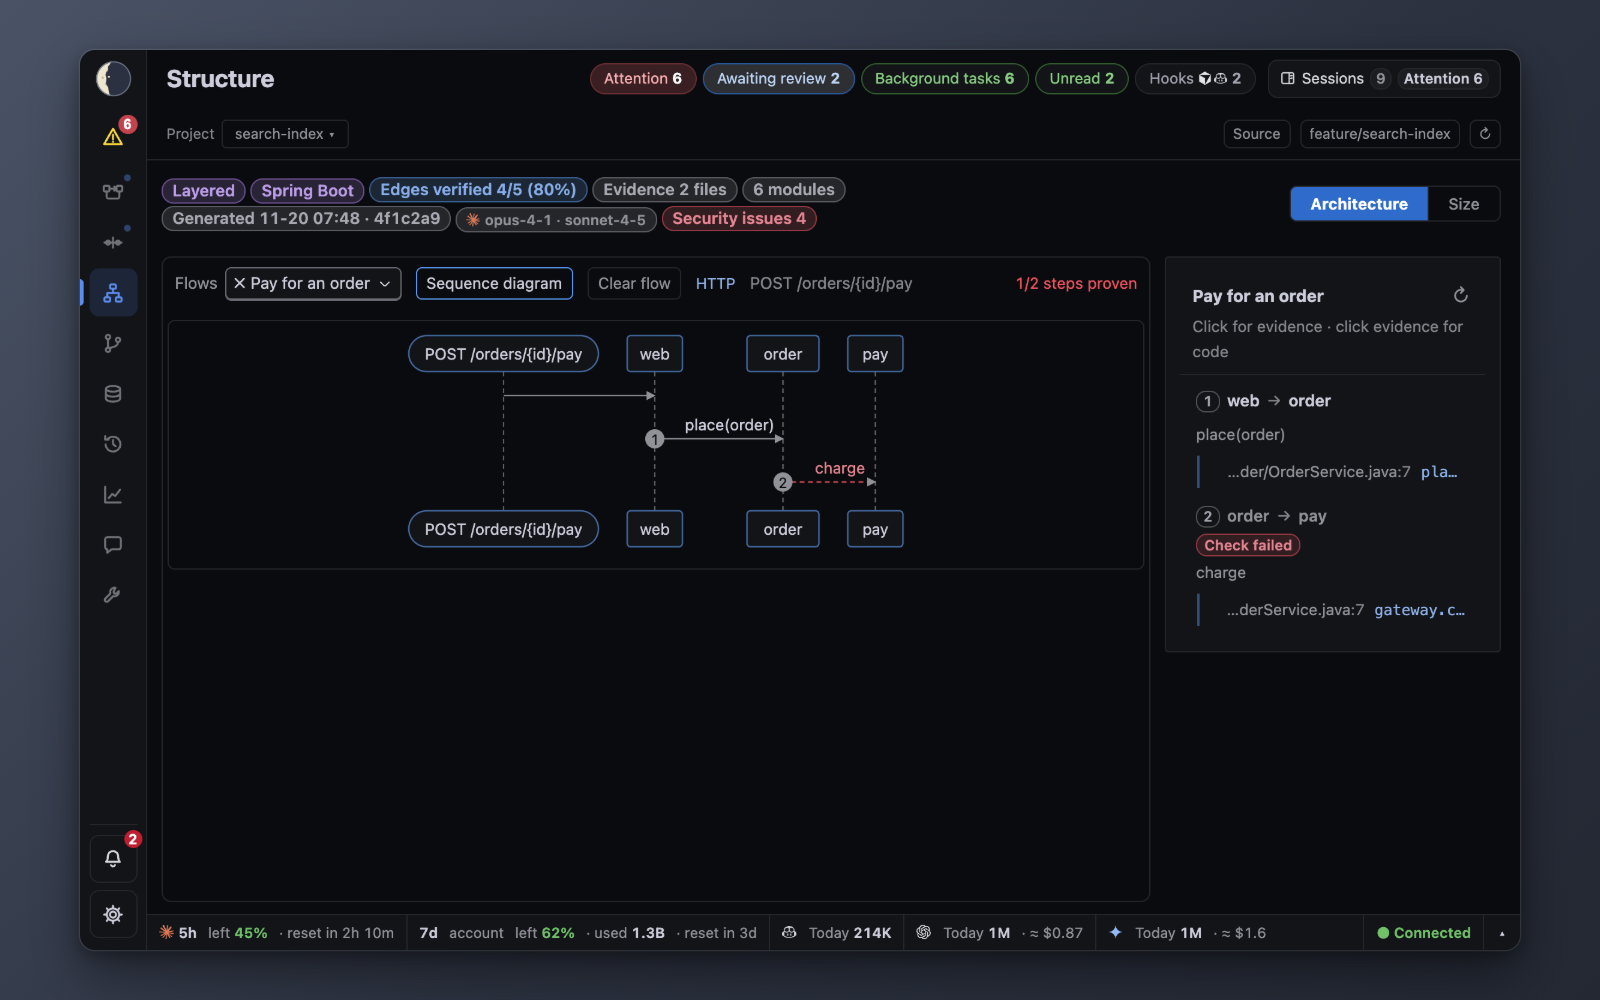 Structure
Attention 6
Awaiting review 2
Background tasks 6
Unread 2
Hooks 2
Sessions 9 Attention 6
6
Project search-index
Source
feature/search-index
Layered
Spring Boot
Edges verified 4/5 (80%)
Evidence 2 files
6 modules
Generated 11-20 07:48 · 4f1c2a9
opus-4-1 · sonnet-4-5
Security issues 4
Architecture
Size
Flows
Pay for an order
Sequence diagram
Clear flow
HTTP POST /orders/{id}/pay
1/2 steps proven
POST /orders/{id}/pay
web
order
pay
place(order)
1
charge
2
POST /orders/{id}/pay
web
order
pay
Pay for an order
Click for evidence · click evidence for
code
1 web → order
place(order)
...der/OrderService.java:7 pla...
2 order → pay
Check failed
charge
...derService.java:7 gateway.c...
2
5h left 45% · reset in 2h 10m
7d account left 62% · used 1.3B · reset in 3d
Today 214K
Today 1M · ≈ $0.87
Today 1M · ≈ $1.6
Connected